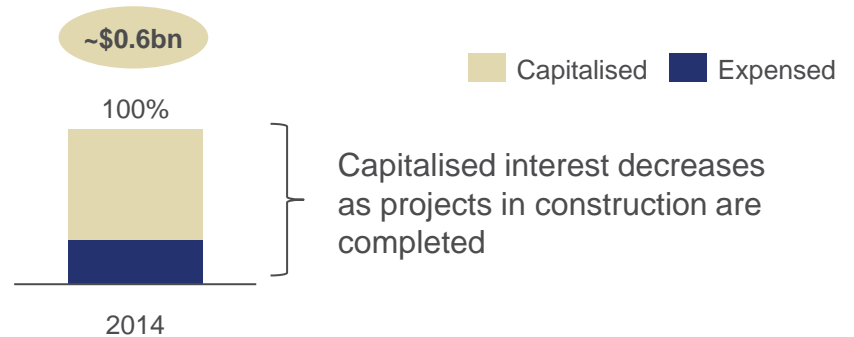 ~$0.6bn
Capitalised
Expensed
100%
Capitalised interest decreases
as projects in construction are
completed
2014